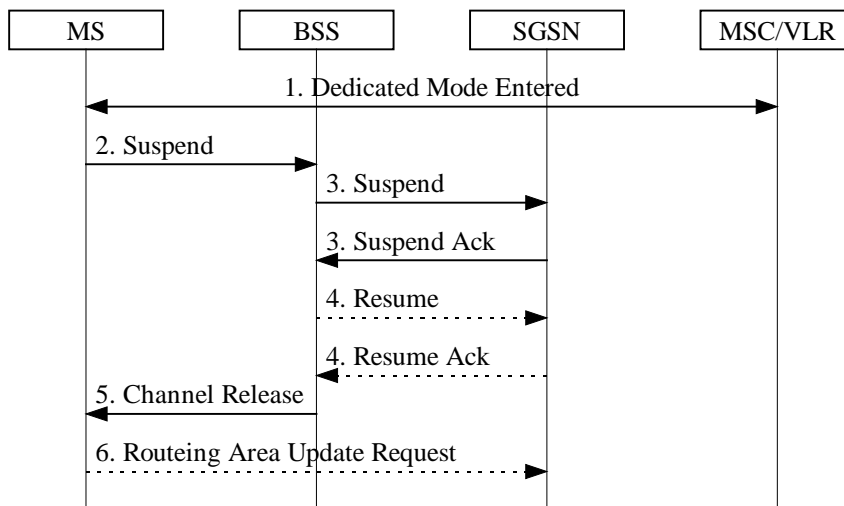 MS
BSS
SGSN
MSC/VLR
1. Dedicated Mode Entered
2. Suspend
3. Suspend
3. Suspend Ack
4. Resume
4. Resume Ack
5. Channel Release
6. Routeing Area Update Request